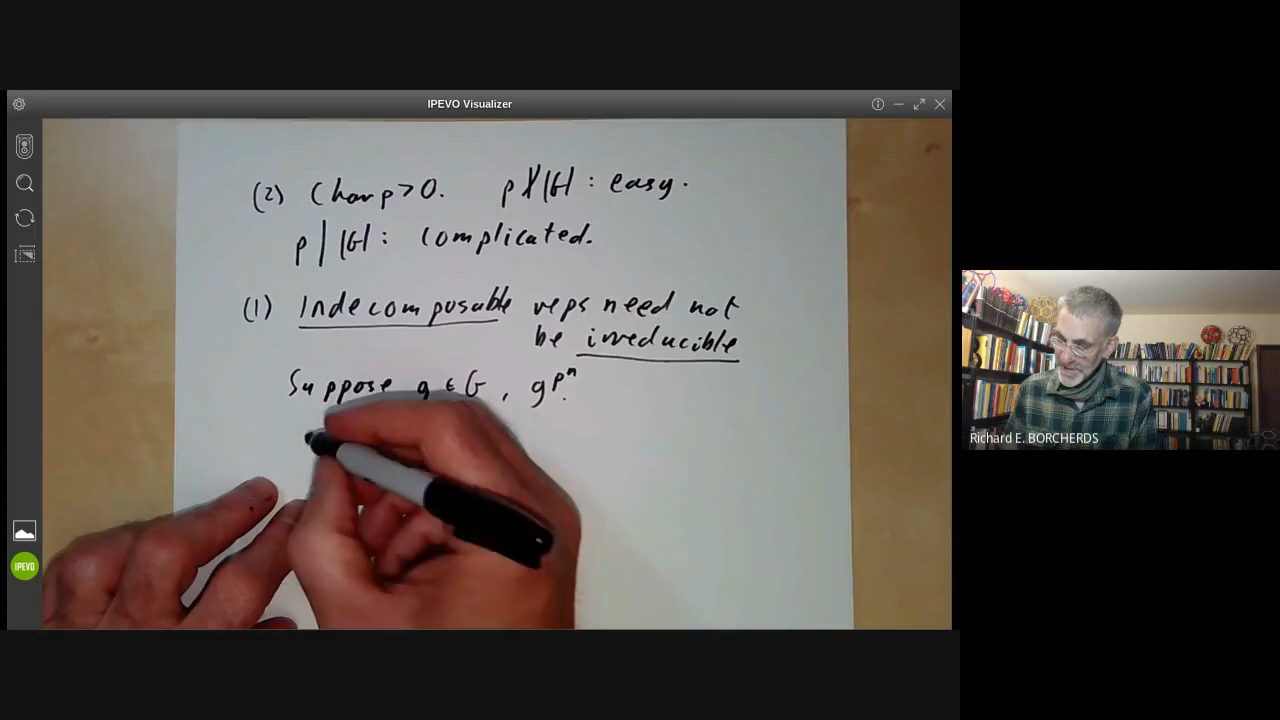 IPEVO Visualizer
(2) Char p > 0. p ∤ |G| : easy.
p | |G| : complicated.
(1) Indecomposable reps need not
be irreducible
Suppose g ∈ G , g^{p^n}
IPEVO
Richard E. BORCHERDS